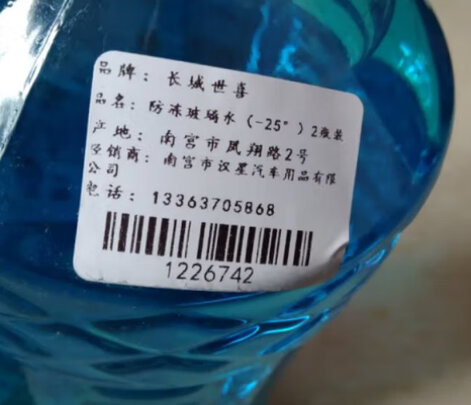 品牌：长城世喜
品名：防冻玻璃水（-25°）2夜装
产地：南宫市凤翔路2号
经销商：南宫市汉星汽车用品有限
公司
电话：13363705868
1226742